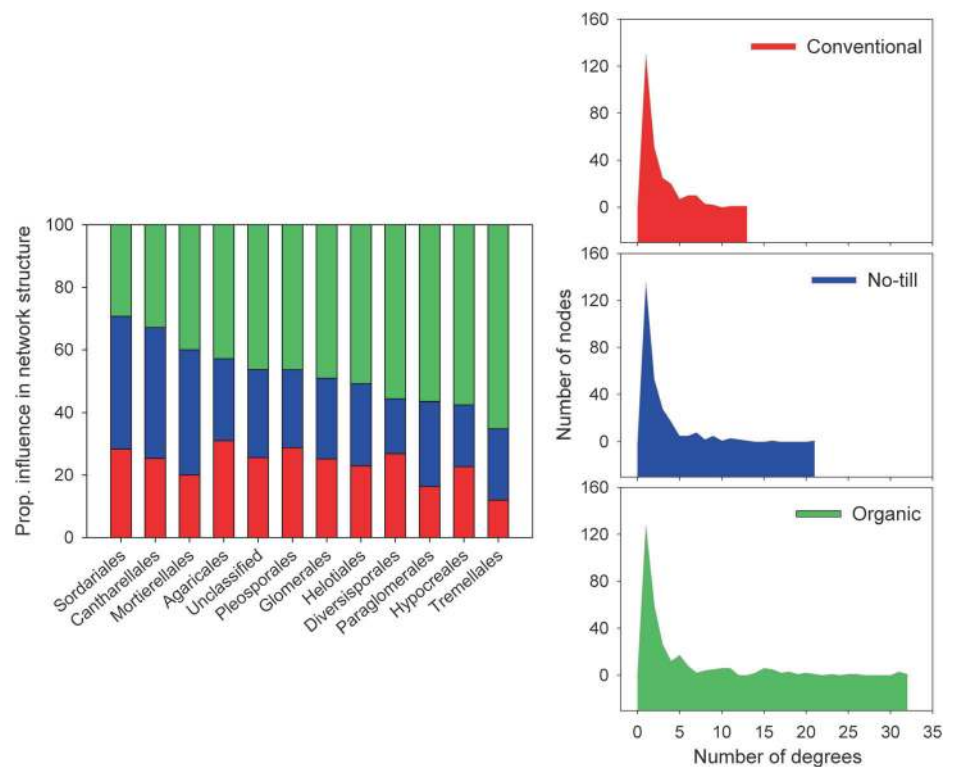 Prop. influence in network structure
100
80
60
40
20
0
Sordariales
Cantharellales
Mortierellales
Agaricales
Unclassified
Pleosporales
Glomerales
Helotiales
Diversisporales
Paraglomerales
Hypocreales
Tremellales
160
120
80
40
0
Conventional
Number of nodes
160
120
80
40
0
No-till
160
120
80
40
0
Organic
0 5 10 15 20 25 30 35
Number of degrees